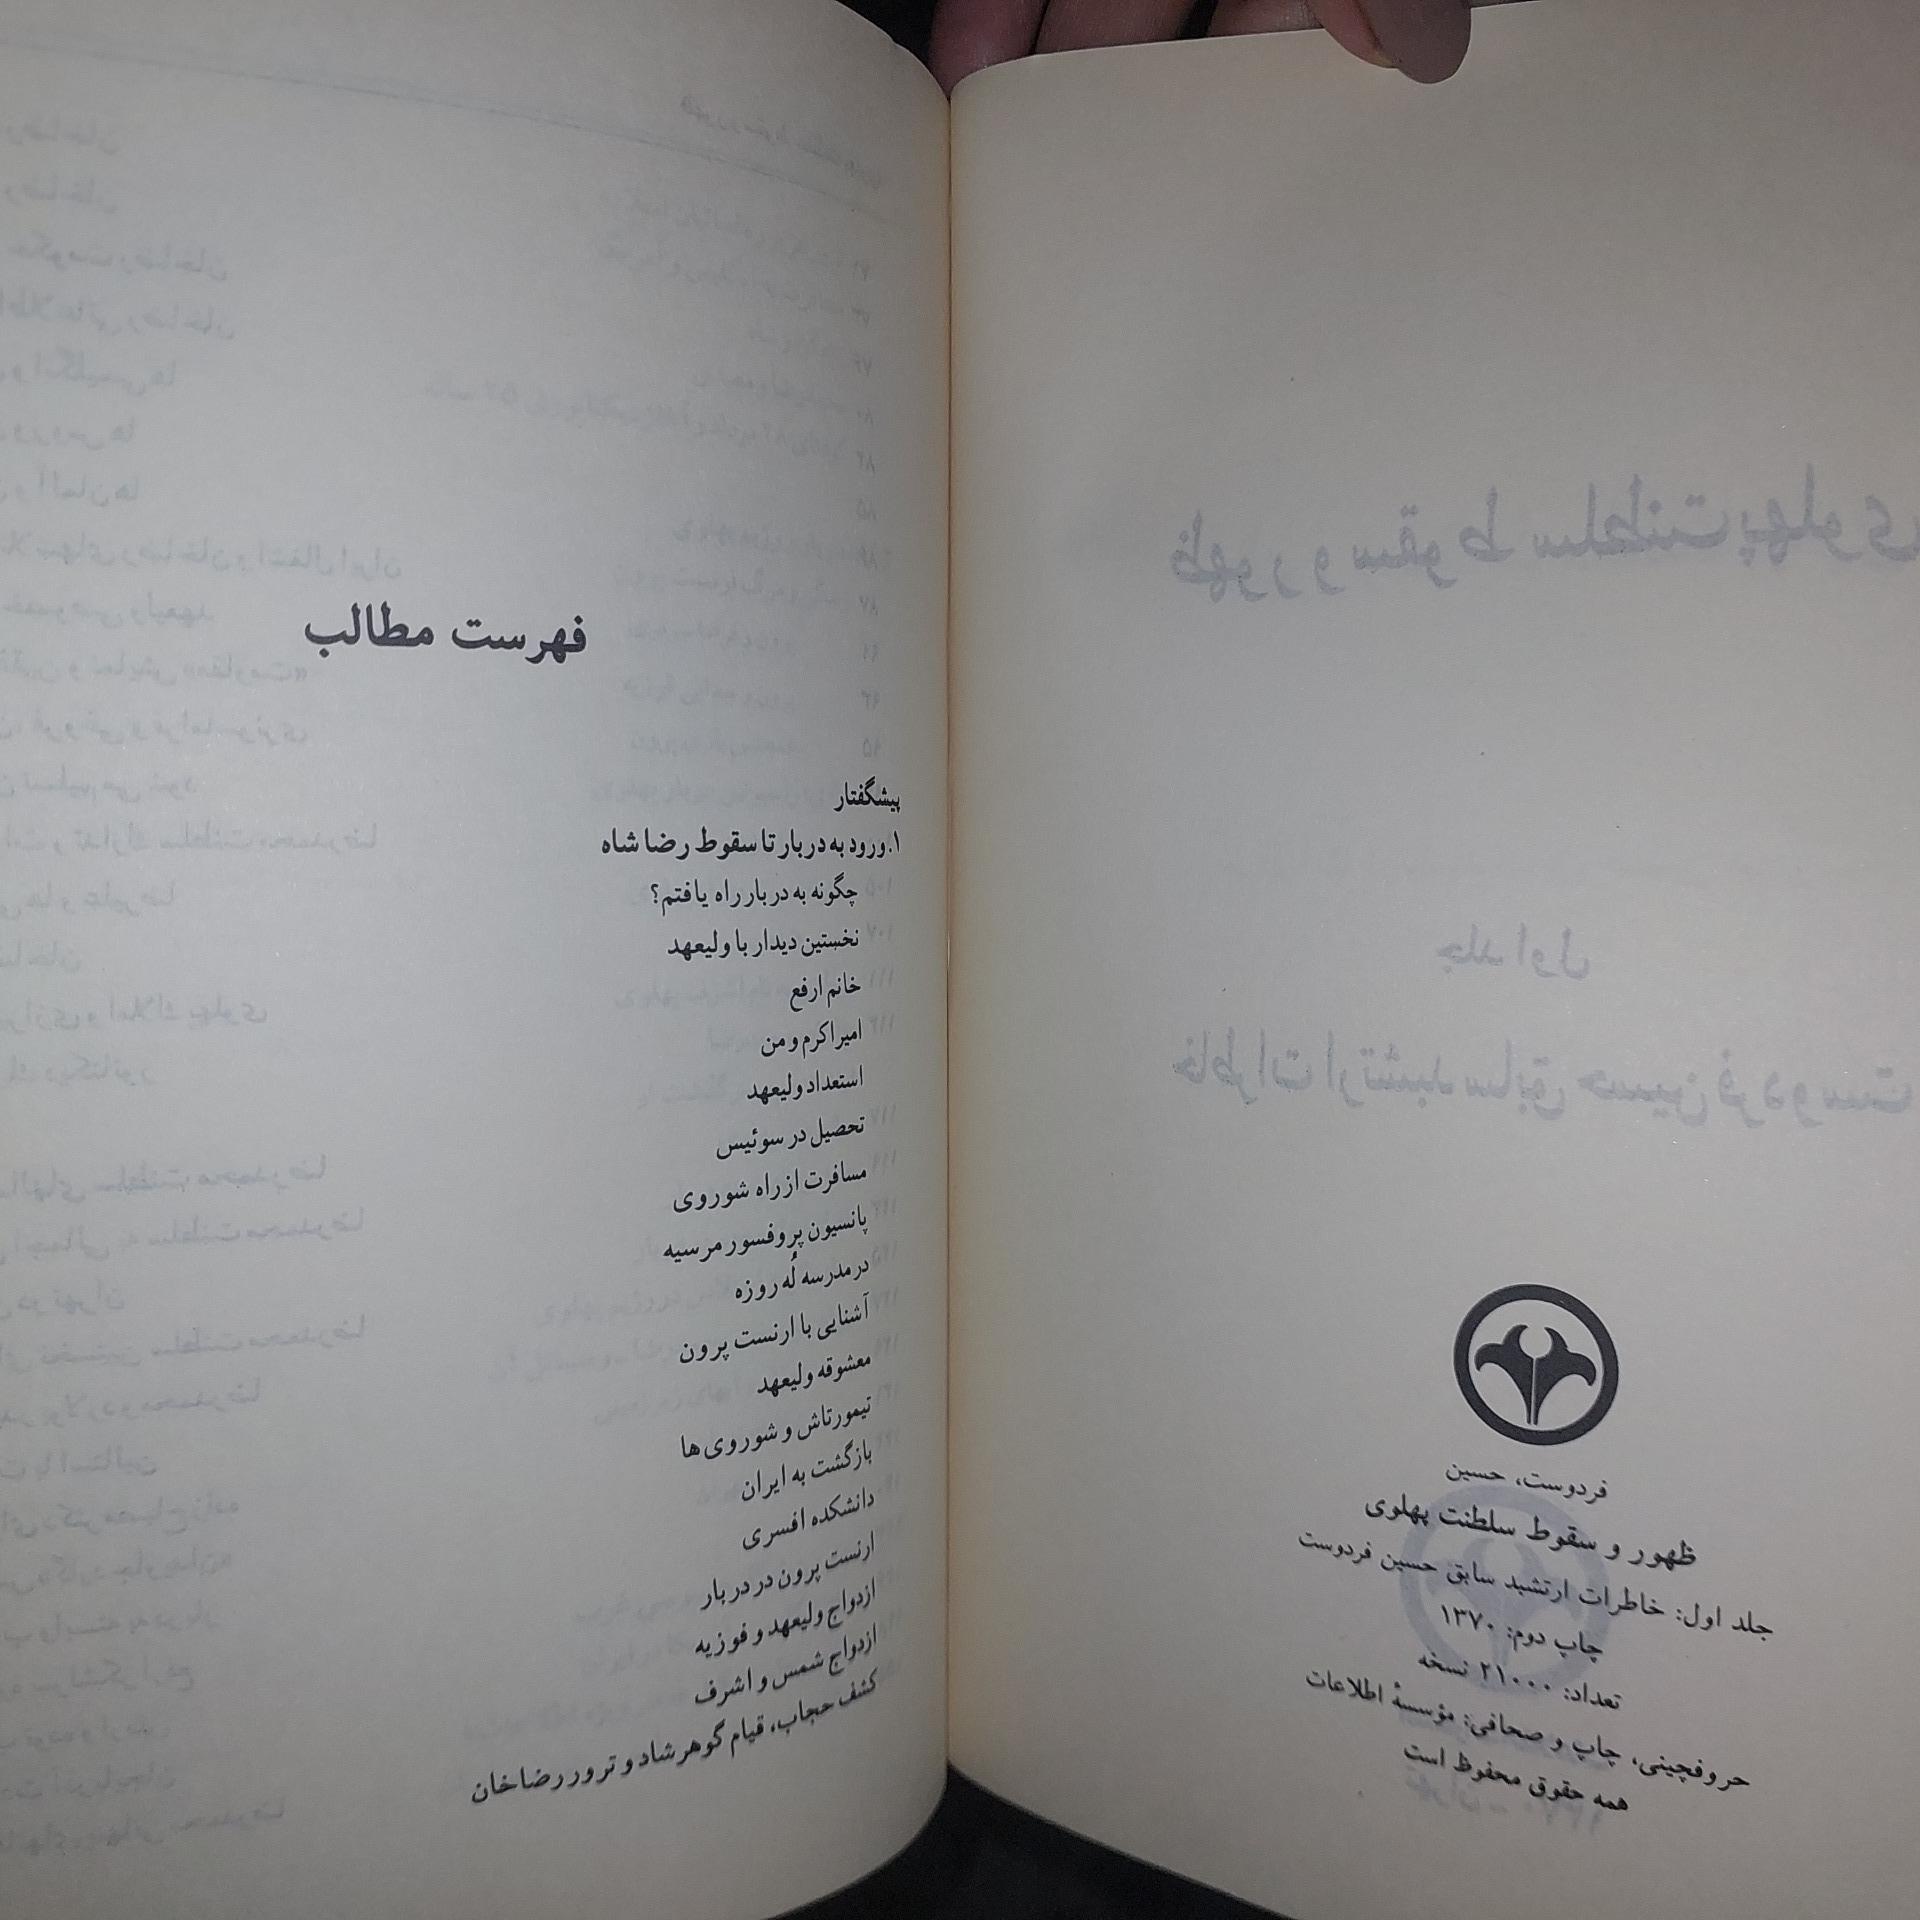 فردوست، حسین
ظهور و سقوط سلطنت پهلوی
جلد اول: خاطرات ارتشبد سابق حسین فردوست
چاپ دوم: ۱۳۷۰
تعداد: ۲۱۰۰۰ نسخه
حروفچینی، چاپ و صحافی: مؤسسهٔ اطلاعات
همه حقوق محفوظ است
فهرست مطالب
پیشگفتار
۱. ورود به دربار تا سقوط رضا شاه
چگونه به دربار راه یافتم؟
نخستین دیدار با ولیعهد
خانم ارفع
امیراکرم و من
استعداد ولیعهد
تحصیل در سوئیس
مسافرت از راه شوروی
پانسیون پروفسور مرسیه
در مدرسه لُه روزه
آشنایی با ارنست پرون
معشوقه ولیعهد
تیمورتاش و شوروی‌ها
بازگشت به ایران
دانشکده افسری
ارنست پرون در دربار
ازدواج ولیعهد و فوزیه
ازدواج شمس و اشرف
کشف حجاب، قیام گوهرشاد و ترور رضاخان